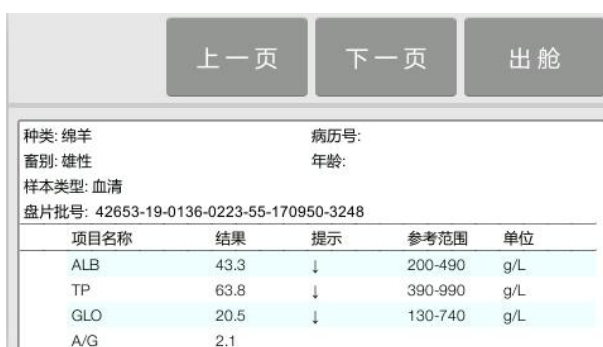 上一页 下一页 出舱
种类: 绵羊 病历号:
畜别: 雄性 年龄:
样本类型: 血清
盘片批号: 42653-19-0136-0223-55-170950-3248
项目名称 结果 提示 参考范围 单位
ALB 43.3 ↓ 200-490 g/L
TP 63.8 ↓ 390-990 g/L
GLO 20.5 ↓ 130-740 g/L
A/G 2.1